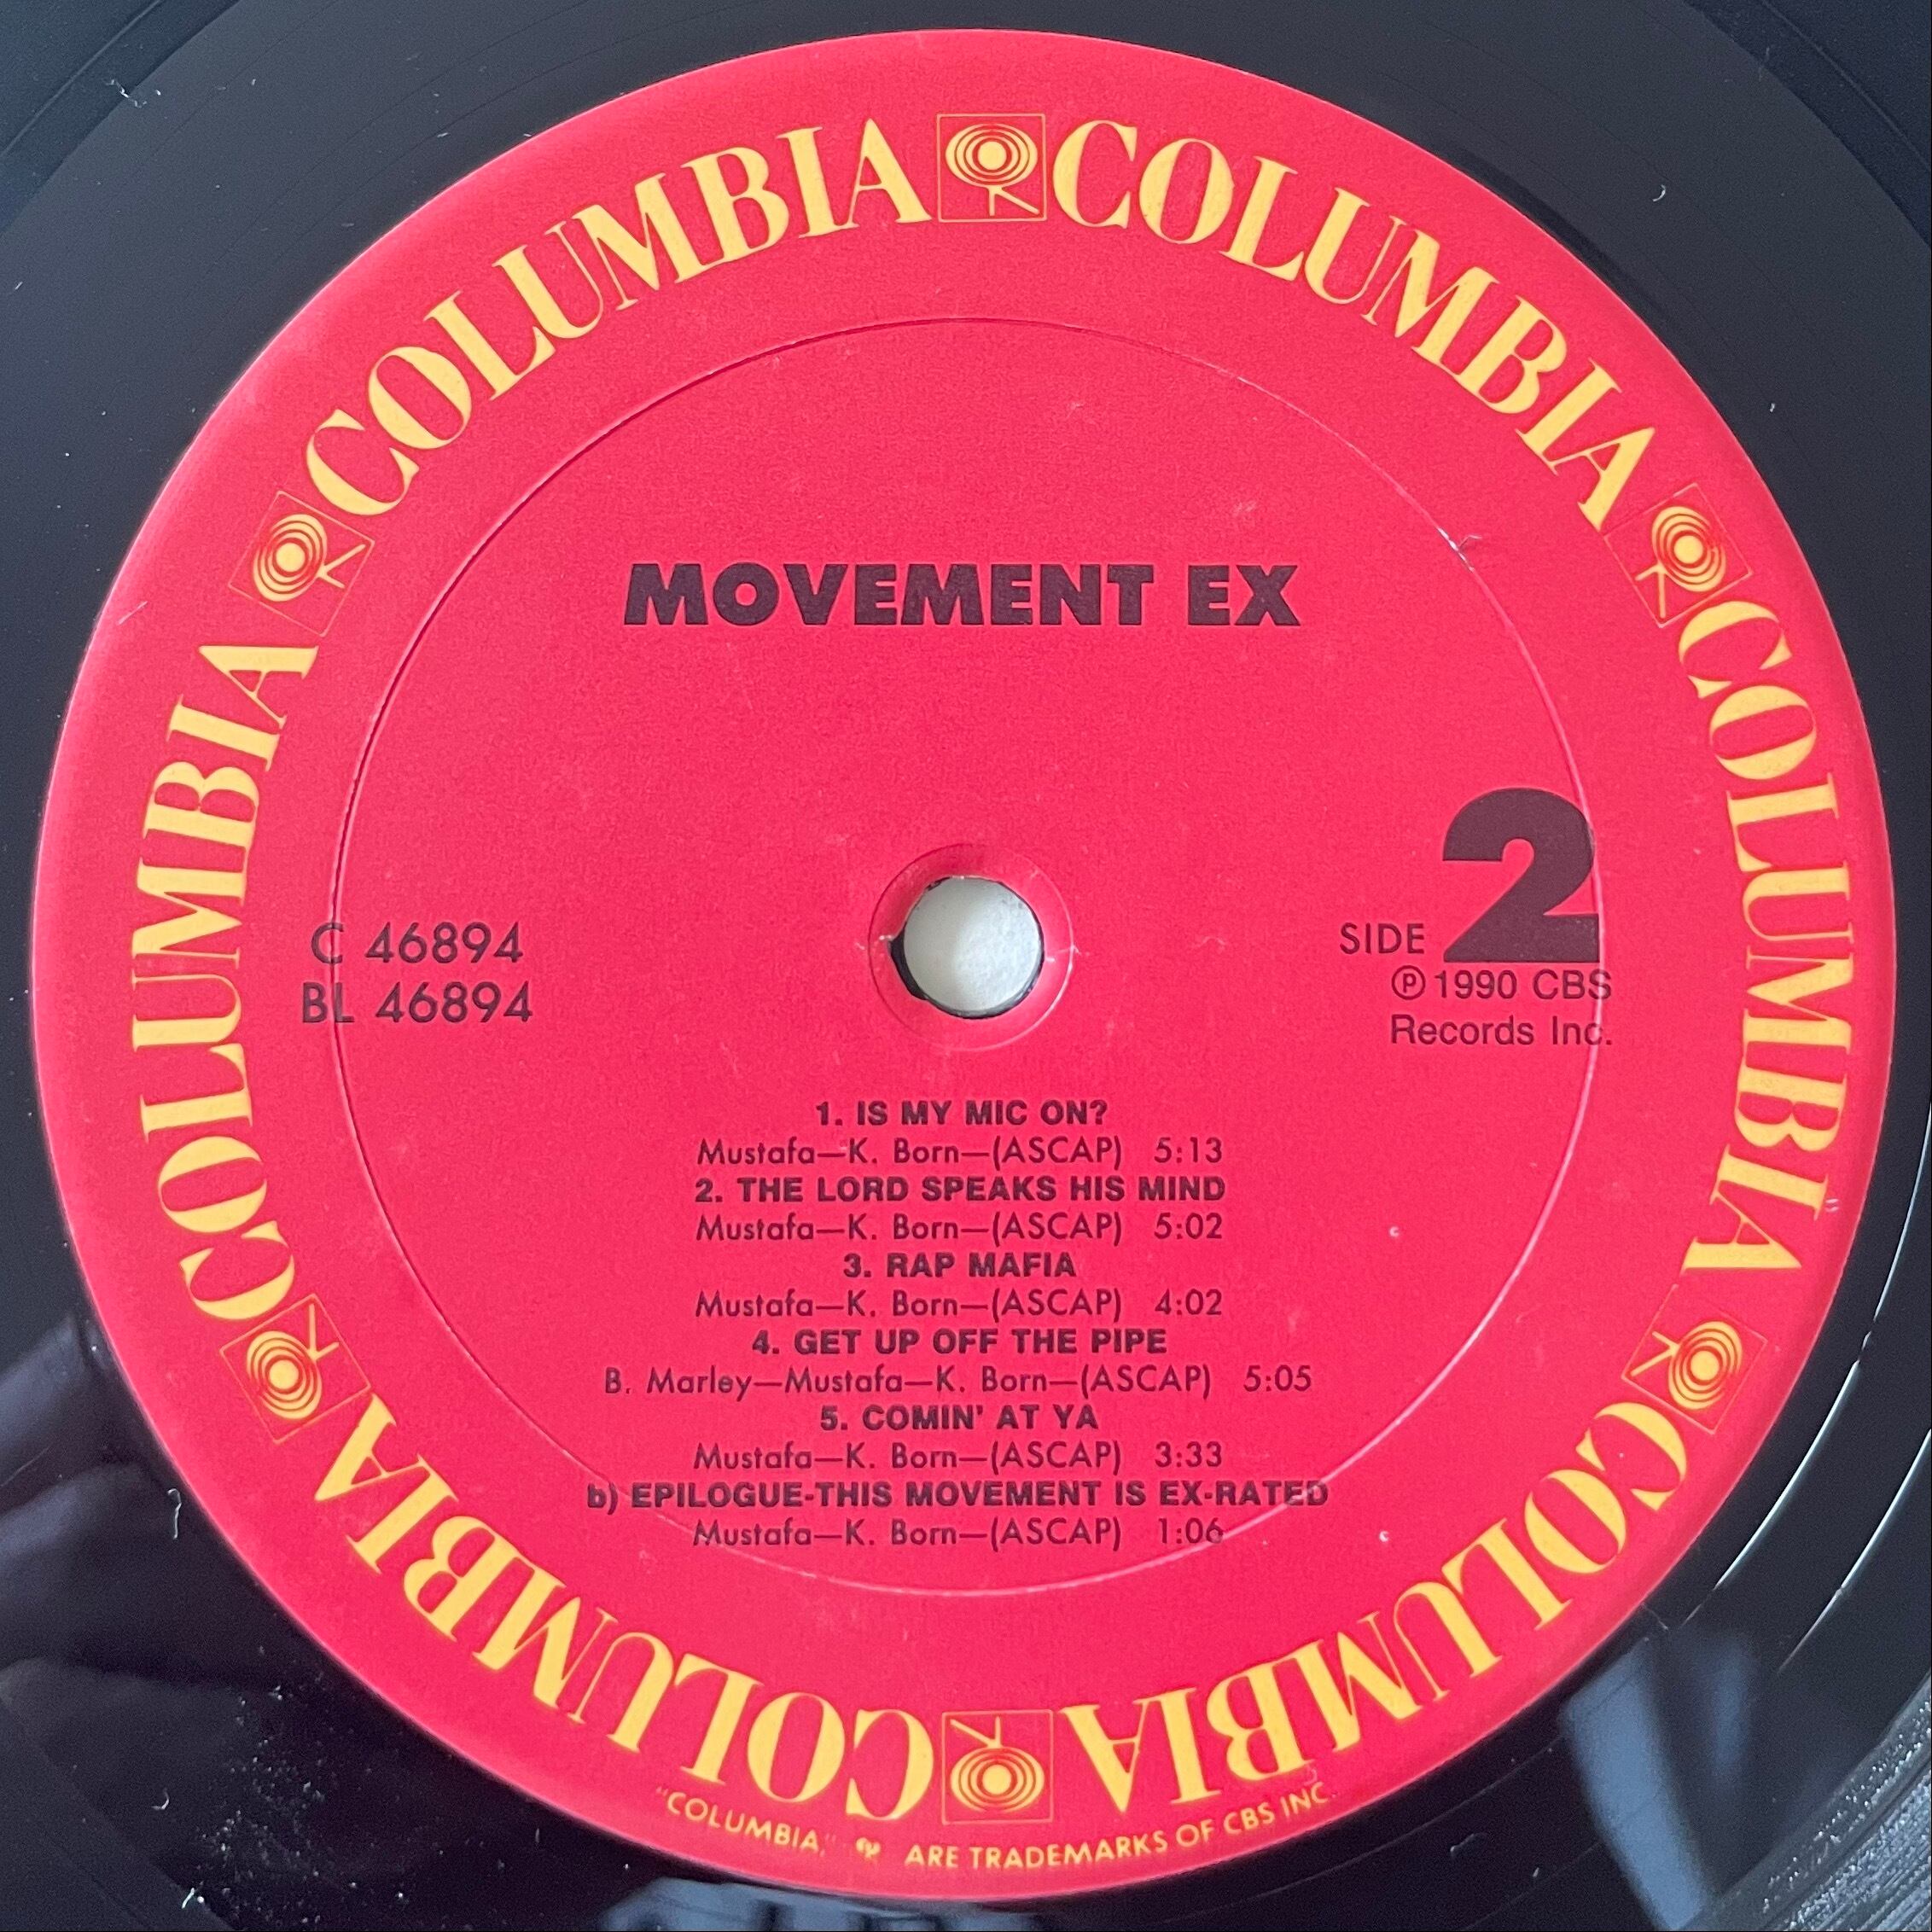 COLUMBIA COLUMBIA COLUMBIA COLUMBIA COLUMBIA COLUMBIA
MOVEMENT EX
C 46894
BL 46894
SIDE 2
℗ 1990 CBS
Records Inc.
1. IS MY MIC ON?
Mustafa—K. Born—(ASCAP) 5:13
2. THE LORD SPEAKS HIS MIND
Mustafa—K. Born—(ASCAP) 5:02
3. RAP MAFIA
Mustafa—K. Born—(ASCAP) 4:02
4. GET UP OFF THE PIPE
B. Marley—Mustafa—K. Born—(ASCAP) 5:05
5. COMIN' AT YA
Mustafa—K. Born—(ASCAP) 3:33
b) EPILOGUE-THIS MOVEMENT IS EX-RATED
Mustafa—K. Born—(ASCAP) 1:06
"COLUMBIA," ARE TRADEMARKS OF CBS INC.